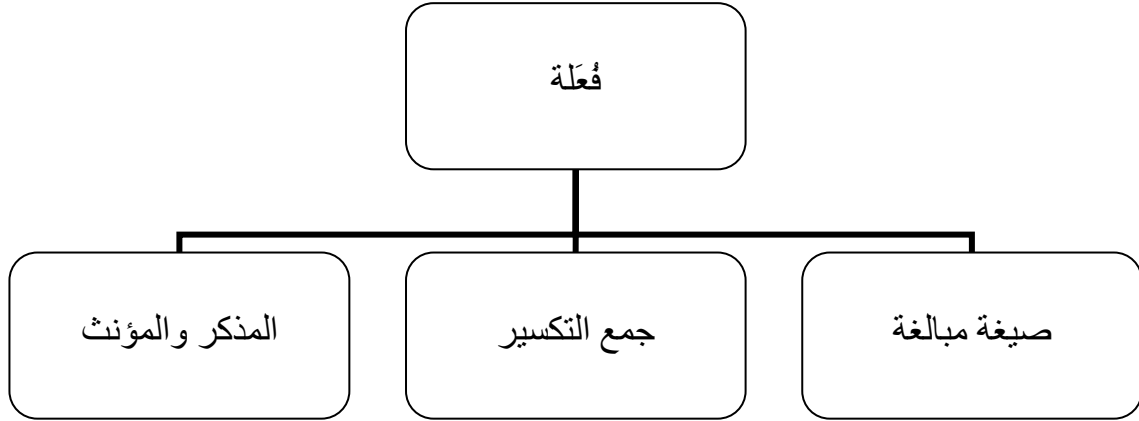 فُعَلة
صيغة مبالغة
جمع التكسير
المذكر والمؤنث